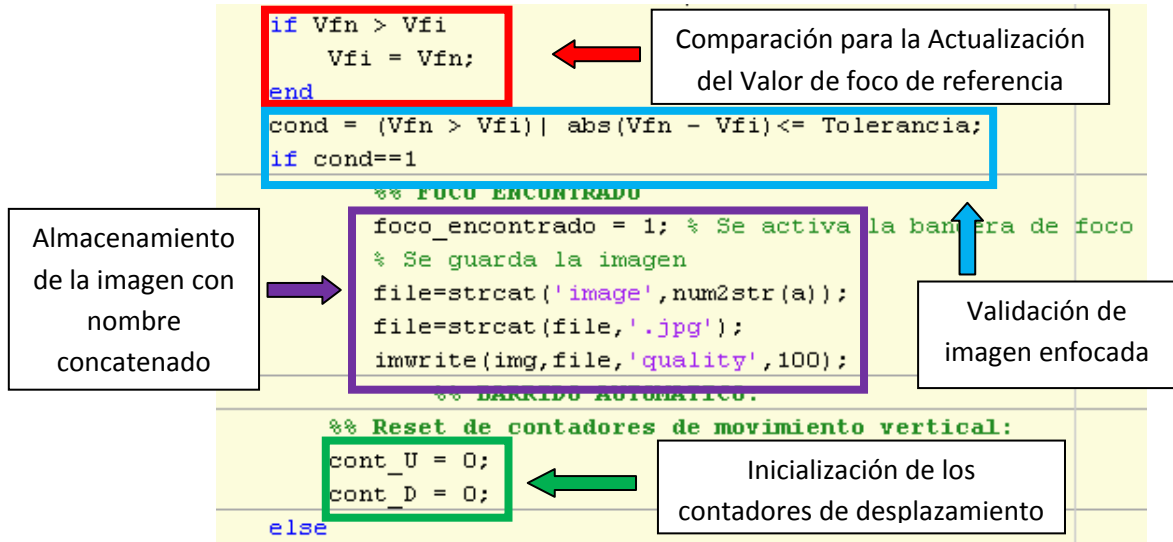 if Vfn > Vfi
Vfi = Vfn;
end
Comparación para la Actualización
del Valor de foco de referencia
cond = (Vfn > Vfi)| abs(Vfn - Vfi)<= Tolerancia;
if cond==1
%% FOCO ENCONTRADO
foco_encontrado = 1; % Se activa la bandera de foco
% Se guarda la imagen
file=strcat('image',num2str(a));
file=strcat(file,'.jpg');
imwrite(img,file,'quality',100);
Almacenamiento
de la imagen con
nombre
concatenado
Validación de
imagen enfocada
%% BARRIDO AUTOMATICO:
%% Reset de contadores de movimiento vertical:
cont_U = 0;
cont_D = 0;
Inicialización de los
contadores de desplazamiento
else